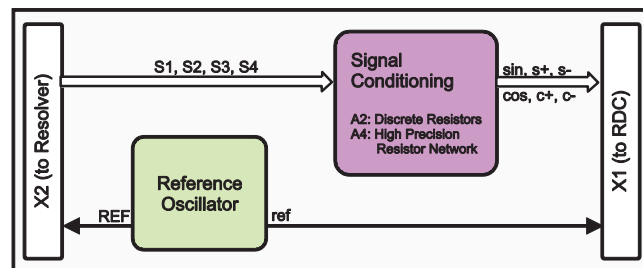 X2 (to Resolver)
S1, S2, S3, S4
Signal
Conditioning
A2: Discrete Resistors
A4: High Precision
Resistor Network
sin, s+, s-
cos, c+, c-
Reference
Oscillator
REF
ref
X1 (to RDC)